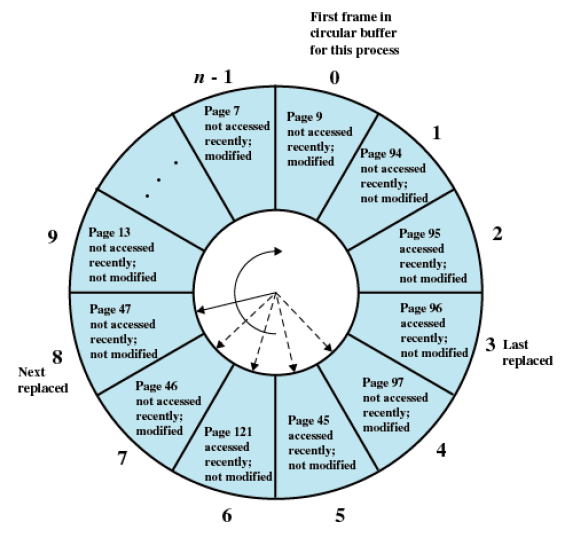 First frame in
circular buffer
for this process
n - 1
0
Page 7
not accessed
recently;
modified
Page 9
not accessed
recently;
modified
1
Page 94
not accessed
recently;
not modified
2
Page 95
accessed
recently;
not modified
3
Last
replaced
Page 96
accessed
recently;
not modified
4
Page 97
not accessed
recently;
modified
5
Page 45
accessed
recently;
not modified
6
Page 121
accessed
recently;
not modified
7
Page 46
not accessed
recently;
modified
8
Next
replaced
Page 47
not accessed
recently;
not modified
9
Page 13
not accessed
recently;
not modified
. . .